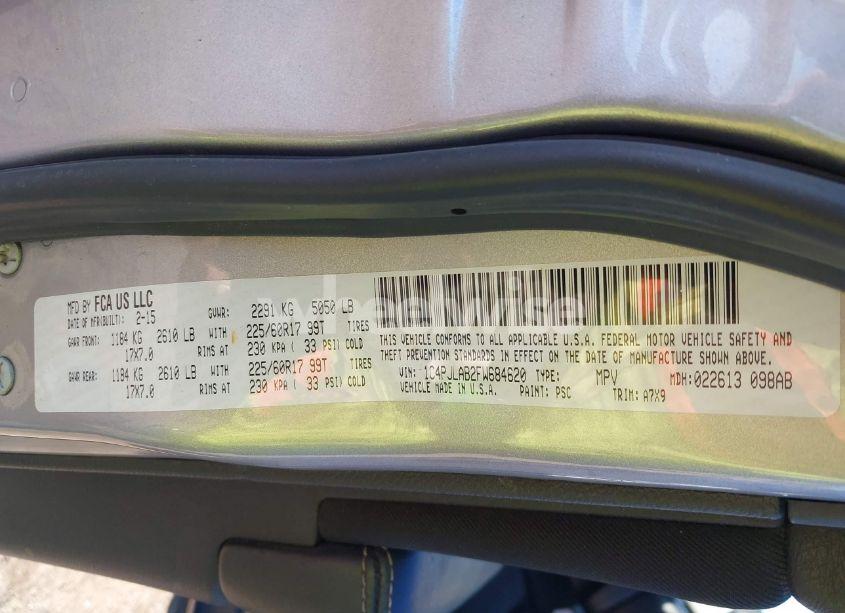 MFD BY FCA US LLC
DATE OF MFR(BUILT): 2-15 GVWR: 2291 KG 5050 LB
GAWR FRONT: 1184 KG 2610 LB WITH 225/60R17 99T TIRES
17X7.0 RIMS AT 230 KPA ( 33 PSI) COLD
GAWR REAR: 1184 KG 2610 LB WITH 225/60R17 99T TIRES
17X7.0 RIMS AT 230 KPA ( 33 PSI) COLD
THIS VEHICLE CONFORMS TO ALL APPLICABLE U.S.A. FEDERAL MOTOR VEHICLE SAFETY AND
THEFT PREVENTION STANDARDS IN EFFECT ON THE DATE OF MANUFACTURE SHOWN ABOVE.
VIN: 1C4PJLAB2FW684620 TYPE: MPV MDH:022613 098AB
VEHICLE MADE IN U.S.A. PAINT: PSC TRIM: A7X9